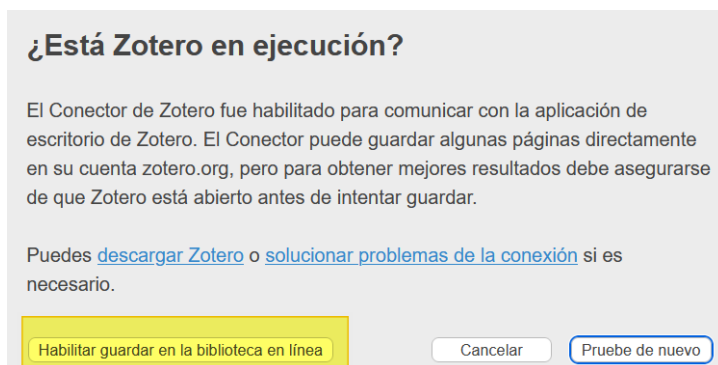 ¿Está Zotero en ejecución?
El Conector de Zotero fue habilitado para comunicar con la aplicación de
escritorio de Zotero. El Conector puede guardar algunas páginas directamente
en su cuenta zotero.org, pero para obtener mejores resultados debe asegurarse
de que Zotero está abierto antes de intentar guardar.
Puedes descargar Zotero o solucionar problemas de la conexión si es
necesario.
Habilitar guardar en la biblioteca en línea Cancelar Pruebe de nuevo